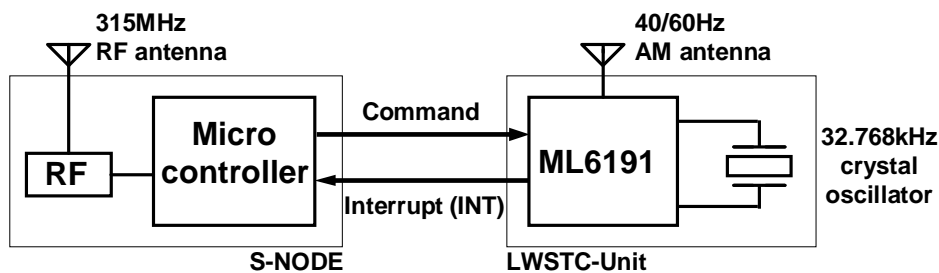 315MHz
RF antenna
40/60Hz
AM antenna
Micro
controller
RF
Command
Interrupt (INT)
ML6191
32.768kHz
crystal
oscillator
S-NODE
LWSTC-Unit